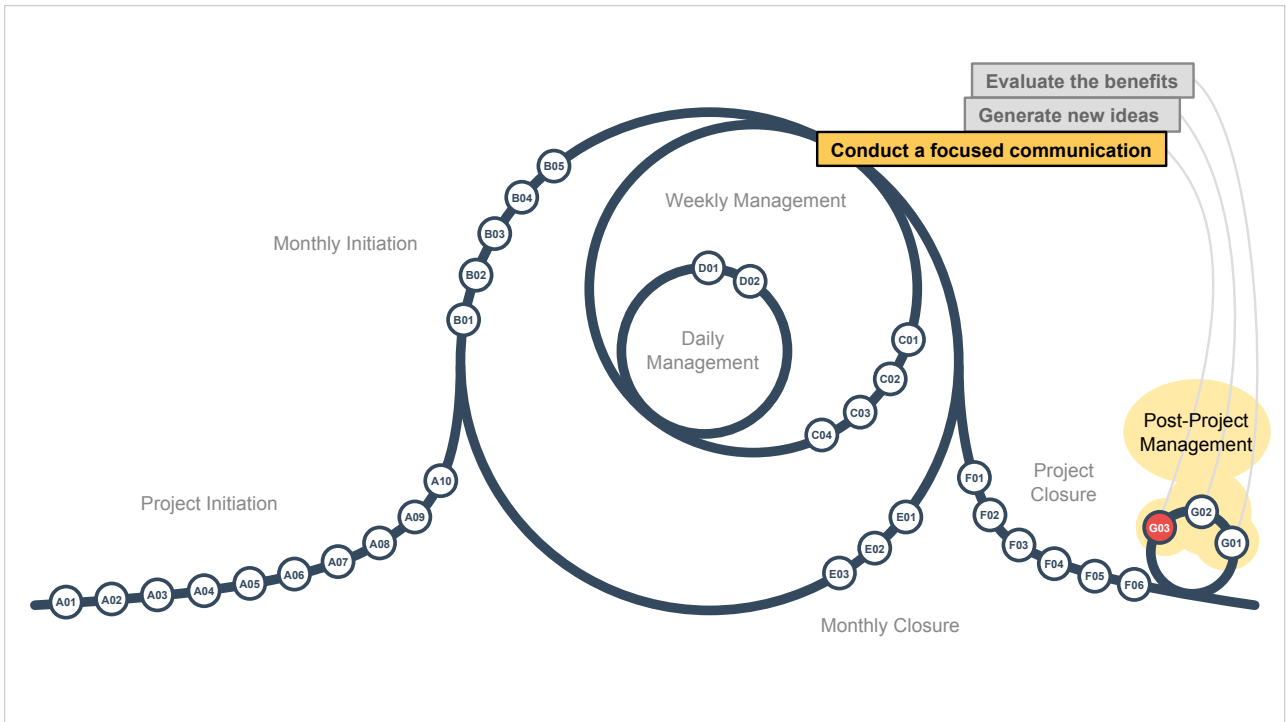 Evaluate the benefits
Generate new ideas
Conduct a focused communication
B05
B04
B03
B02
B01
Monthly Initiation
Weekly Management
D01
D02
Daily
Management
C01
C02
C03
C04
Post-Project
Management
Project Initiation
A01
A02
A03
A04
A05
A06
A07
A08
A09
A10
E01
E02
E03
Monthly Closure
Project
Closure
F01
F02
F03
F04
F05
F06
G03
G02
G01